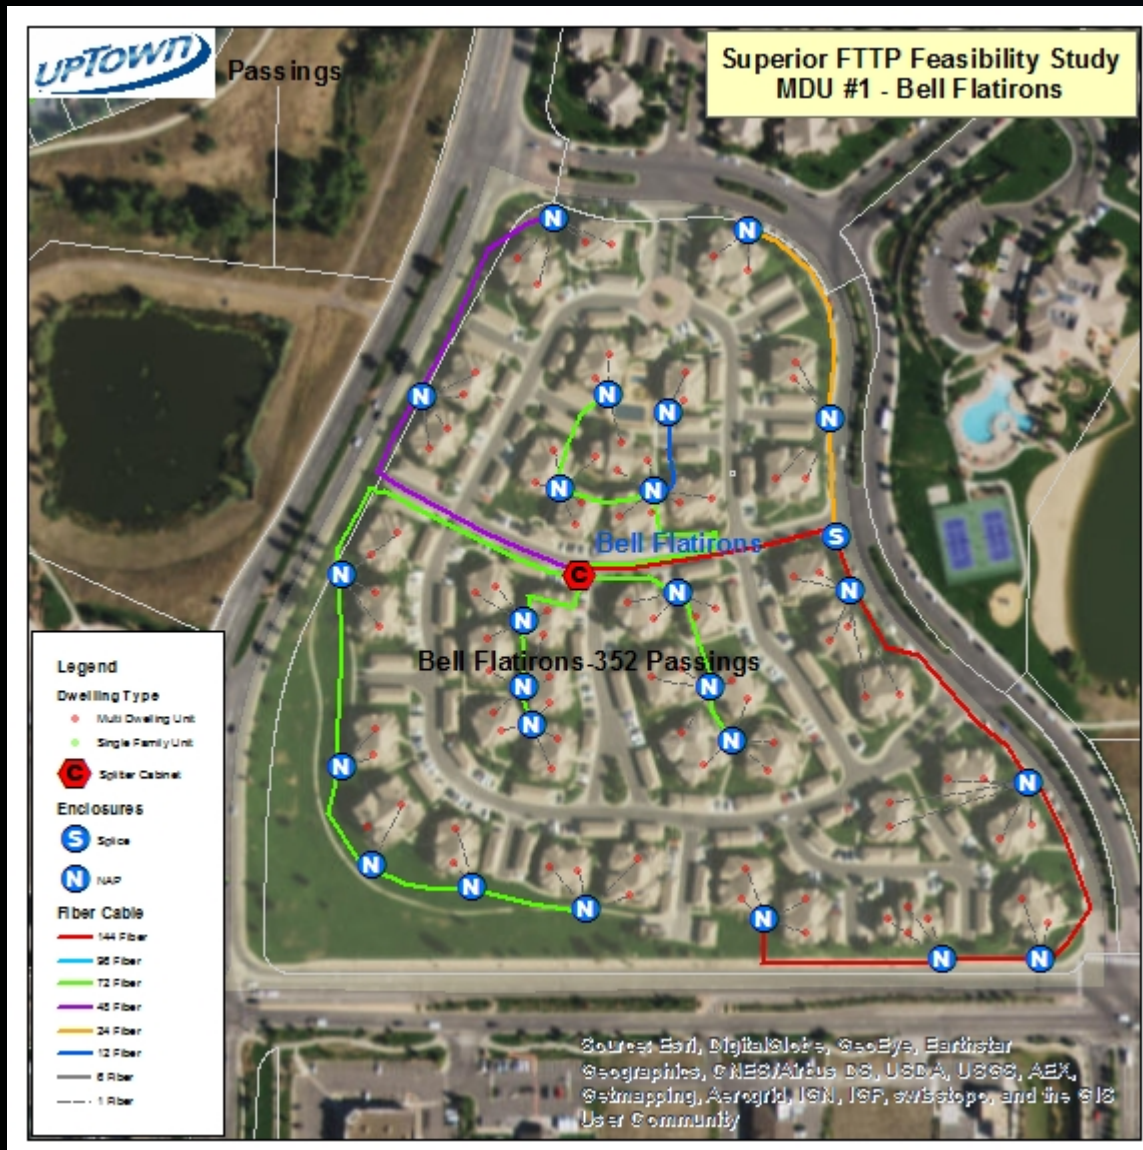 UPTOWN
Passings
Superior FTTP Feasibility Study
MDU #1 - Bell Flatirons
N
N
N
N
N
N
N
N
S
Bell Flatirons
C
N
N
N
N
Bell Flatirons-352 Passings
N
N
N
N
N
N
N
N
N
N
N
N
Legend
Dwelling Type
Multi Dwelling Unit
Single Family Unit
C Spliter Cabinet
Enclosures
S Splice
N NAP
Fiber Cable
144 Fiber
96 Fiber
72 Fiber
48 Fiber
24 Fiber
12 Fiber
6 Fiber
1 Fiber
Source: Esri, DigitalGlobe, GeoEye, Earthstar
Geographics, CNES/Airbus DS, USDA, USGS, AEX,
Getmapping, Aerogrid, IGN, IGP, swisstopo, and the GIS
User Community